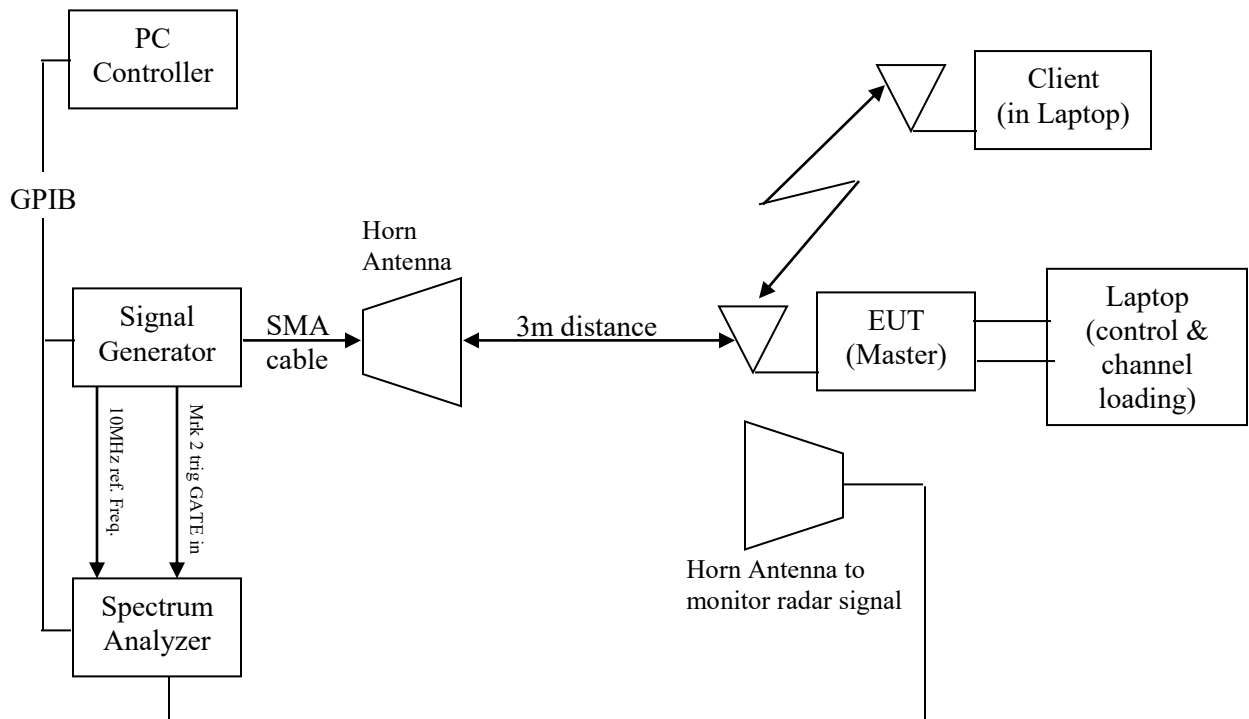 PC
Controller
Client
(in Laptop)
GPIB
Horn
Antenna
Signal
Generator
SMA
cable
3m distance
EUT
(Master)
Laptop
(control &
channel
loading)
10MHz ref. Freq.
Mrk 2 trig GATE in
Horn Antenna to
monitor radar signal
Spectrum
Analyzer